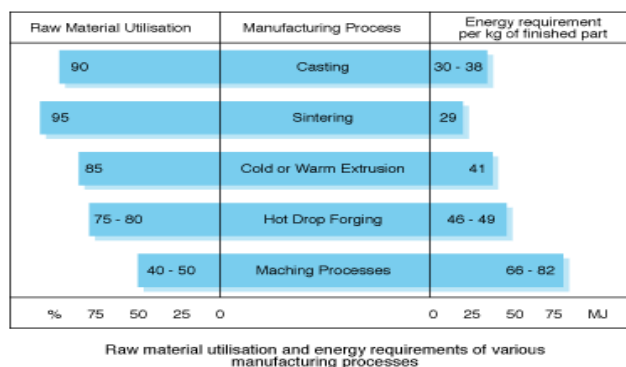 Raw Material Utilisation Manufacturing Process Energy requirement
per kg of finished part
90 Casting 30 - 38
95 Sintering 29
85 Cold or Warm Extrusion 41
75 - 80 Hot Drop Forging 46 - 49
40 - 50 Maching Processes 66 - 82
% 75 50 25 0 0 25 50 75 MJ
Raw material utilisation and energy requirements of various
manufacturing processes